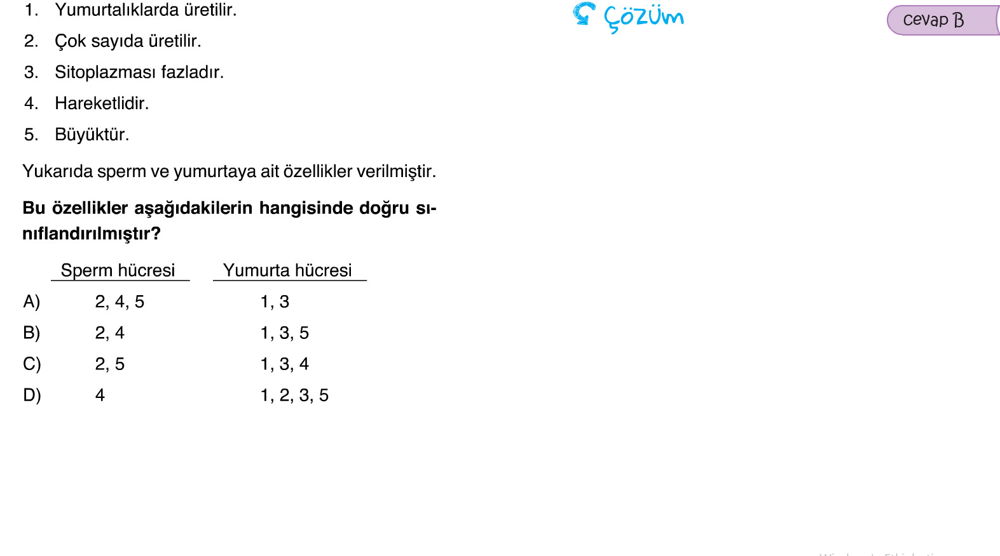 1. Yumurtalıklarda üretilir.
2. Çok sayıda üretilir.
3. Sitoplazması fazladır.
4. Hareketlidir.
5. Büyüktür.
Yukarıda sperm ve yumurtaya ait özellikler verilmiştir.
Bu özellikler aşağıdakilerin hangisinde doğru sı-
nıflandırılmıştır?
Sperm hücresi Yumurta hücresi
A) 2, 4, 5 1, 3
B) 2, 4 1, 3, 5
C) 2, 5 1, 3, 4
D) 4 1, 2, 3, 5
Çözüm
cevap B